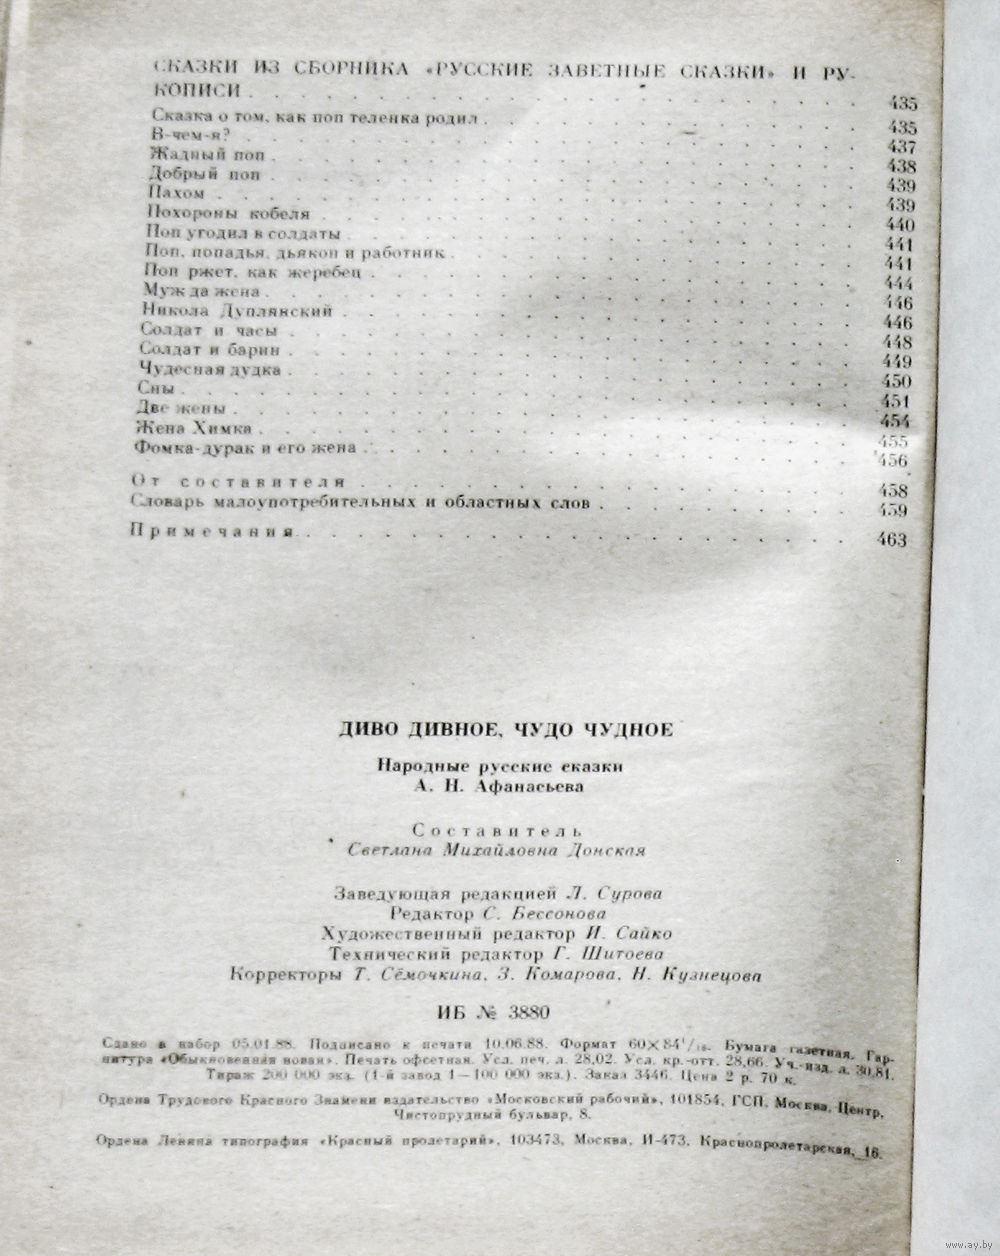 СКАЗКИ ИЗ СБОРНИКА «РУССКИЕ ЗАВЕТНЫЕ СКАЗКИ» И РУ-
КОПИСИ . . . . . . . . . . 435
Сказка о том, как поп теленка родил . . . . . . . . . . 435
В-чем-я? . . . . . . . . . . 437
Жадный поп . . . . . . . . . . 438
Добрый поп . . . . . . . . . . 439
Пахом . . . . . . . . . . 439
Похороны кобеля . . . . . . . . . . 440
Поп угодил в солдаты . . . . . . . . . . 441
Поп, попадья, дьякон и работник . . . . . . . . . . 441
Поп ржет, как жеребец . . . . . . . . . . 444
Муж да жена . . . . . . . . . . 446
Никола Дуплянский . . . . . . . . . . 446
Солдат и часы . . . . . . . . . . 448
Солдат и барин . . . . . . . . . . 449
Чудесная дудка . . . . . . . . . . 450
Сны . . . . . . . . . . 451
Две жены . . . . . . . . . . 454
Жена Химка . . . . . . . . . . 455
Фомка-дурак и его жена . . . . . . . . . . 456
От составителя . . . . . . . . . . 458
Словарь малоупотребительных и областных слов . . . . . . . . . . 459
Примечания . . . . . . . . . . 463
ДИВО ДИВНОЕ, ЧУДО ЧУДНОЕ
Народные русские сказки
А. Н. Афанасьева
Составитель
Светлана Михайловна Донская
Заведующая редакцией Л. Сурова
Редактор С. Бессонова
Художественный редактор И. Сайко
Технический редактор Г. Шитоева
Корректоры Т. Сёмочкина, З. Комарова, Н. Кузнецова
ИБ № 3880
Сдано в набор 05.01.88. Подписано к печати 10.06.88. Формат 60×84¹/₁₆. Бумага газетная. Гар-
нитура «Обыкновенная новая». Печать офсетная. Усл. печ. л. 28,02. Усл. кр.-отт. 28,66. Уч.-изд. л. 30,81.
Тираж 200 000 экз. (1-й завод 1—100 000 экз.). Заказ 3446. Цена 2 р. 70 к.
Ордена Трудового Красного Знамени издательство «Московский рабочий», 101854, ГСП, Москва, Центр,
Чистопрудный бульвар, 8.
Ордена Ленина типография «Красный пролетарий», 103473, Москва, И-473, Краснопролетарская, 16.
www.ay.by